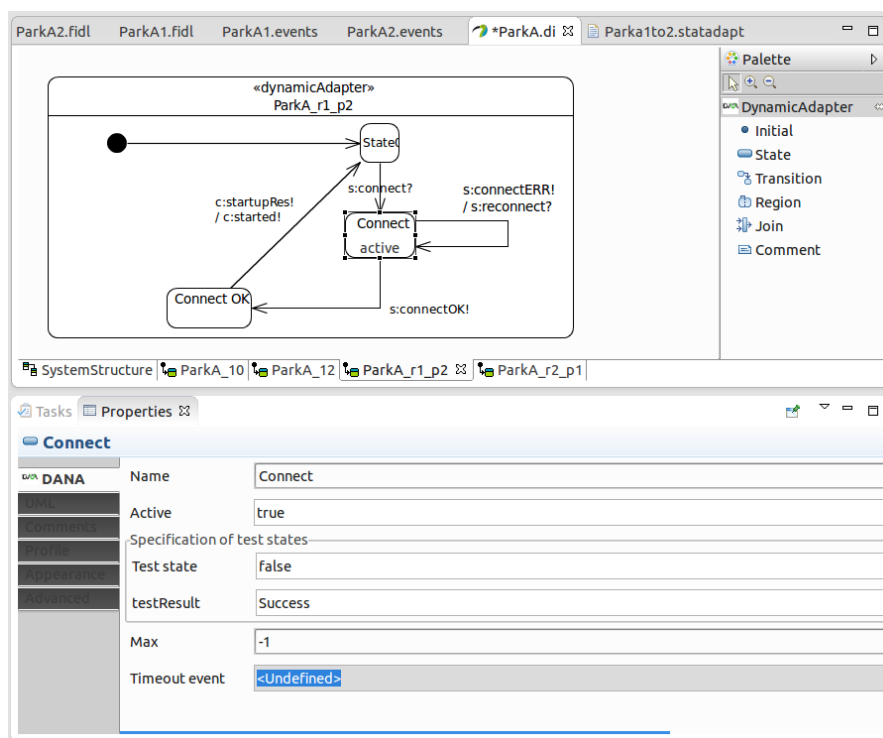 ParkA2.fidl ParkA1.fidl ParkA1.events ParkA2.events *ParkA.di Parka1to2.statadapt
Palette
«dynamicAdapter»
ParkA_r1_p2
DynamicAdapter
Initial
State
Transition
Region
Join
Comment
State0
s:connect?
c:startupRes!
/ c:started!
s:connectERR!
/ s:reconnect?
Connect
active
Connect OK
s:connectOK!
SystemStructure ParkA_10 ParkA_12 ParkA_r1_p2 ParkA_r2_p1
Tasks Properties
Connect
DANA
UML
Comments
Profile
Appearance
Advanced
Name Connect
Active true
Specification of test states
Test state false
testResult Success
Max -1
Timeout event <Undefined>